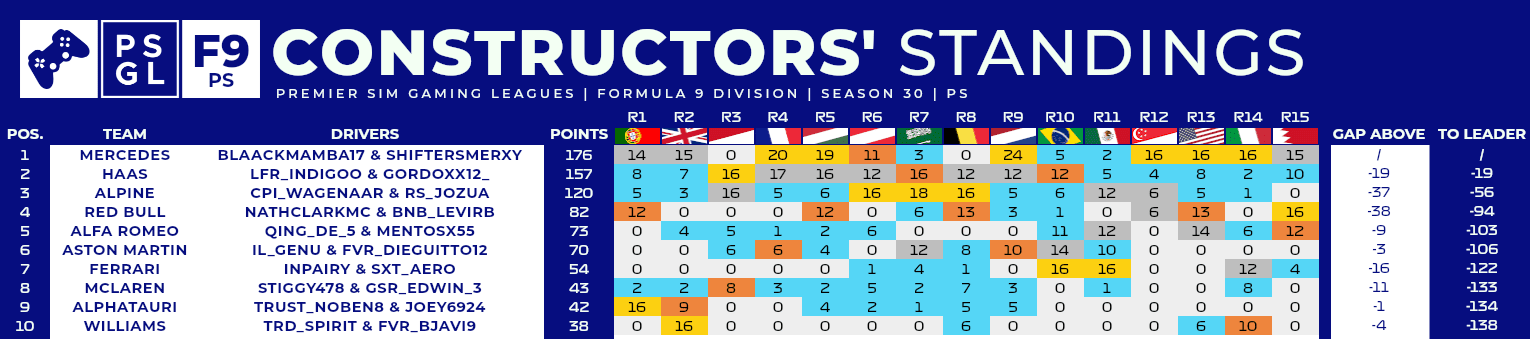 PS
GL
F9
PS
CONSTRUCTORS' STANDINGS
PREMIER SIM GAMING LEAGUES | FORMULA 9 DIVISION | SEASON 30 | PS
R1 R2 R3 R4 R5 R6 R7 R8 R9 R10 R11 R12 R13 R14 R15
POS. TEAM DRIVERS POINTS GAP ABOVE TO LEADER
1 MERCEDES BLAACKMAMBA17 & SHIFTERSMERXY 176 14 15 0 20 19 11 3 0 24 5 2 16 16 16 15 / /
2 HAAS LFR_INDIGOO & GORDOXX12_ 157 8 7 16 17 16 12 16 12 12 12 5 4 8 2 10 -19 -19
3 ALPINE CPI_WAGENAAR & RS_JOZUA 120 5 3 16 5 6 16 18 16 5 6 12 6 5 1 0 -37 -56
4 RED BULL NATHCLARKMC & BNB_LEVIRB 82 12 0 0 0 12 0 6 13 3 1 0 6 13 0 16 -38 -94
5 ALFA ROMEO QING_DE_5 & MENTOSX55 73 0 4 5 1 2 6 0 0 0 11 12 0 14 6 12 -9 -103
6 ASTON MARTIN IL_GENU & FVR_DIEGUITTO12 70 0 0 6 6 4 0 12 8 10 14 10 0 0 0 0 -3 -106
7 FERRARI INPAIRY & SXT_AERO 54 0 0 0 0 0 1 4 1 0 16 16 0 0 12 4 -16 -122
8 MCLAREN STIGGY478 & GSR_EDWIN_3 43 2 2 8 3 2 5 2 7 3 0 1 0 0 8 0 -11 -133
9 ALPHATAURI TRUST_NOBEN8 & JOEY6924 42 16 9 0 0 4 2 1 5 5 0 0 0 0 0 0 -1 -134
10 WILLIAMS TRD_SPIRIT & FVR_BJAVI9 38 0 16 0 0 0 0 0 6 0 0 0 0 6 10 0 -4 -138